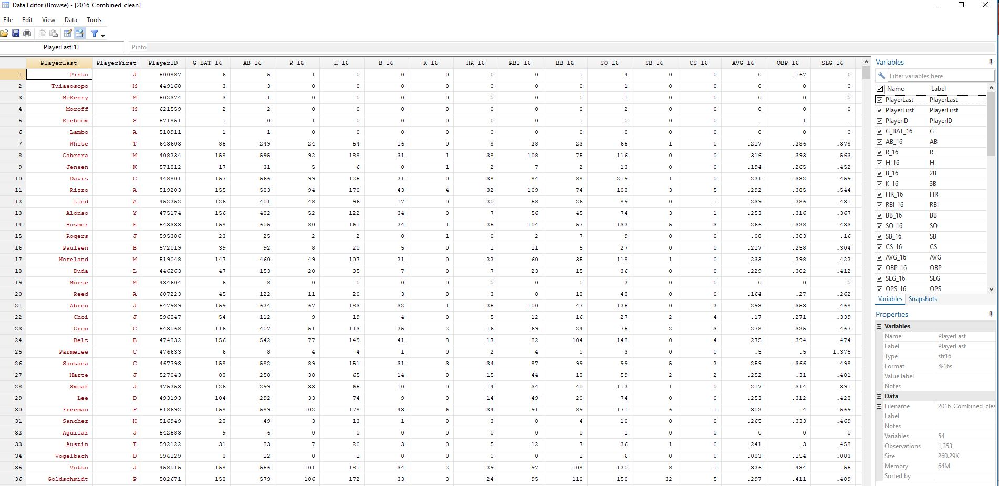 Data Editor (Browse) - [2016_Combined_clean]
File Edit View Data Tools
PlayerLast[1] Pinto
PlayerLast PlayerFirst PlayerID G_BAT_16 AB_16 R_16 H_16 B_16 K_16 HR_16 RBI_16 BB_16 SO_16 SB_16 CS_16 AVG_16 OBP_16 SLG_16
1 Pinto J 500887 6 5 1 0 0 0 0 0 1 4 0 0 0 .167 0
2 Tuiasosopo M 449168 3 3 0 0 0 0 0 0 0 1 0 0 0 0 0
3 McKenry M 502374 3 1 0 0 0 0 0 0 0 1 0 0 0 0 0
4 Moroff M 621559 2 2 0 0 0 0 0 0 0 2 0 0 0 0 0
5 Kieboom S 571851 1 0 1 0 0 0 0 0 1 0 0 0 . 1 .
6 Lambo A 518911 1 1 0 0 0 0 0 0 0 0 0 0 0 0 0
7 White T 643603 85 249 24 54 16 0 8 28 23 65 1 0 .217 .286 .378
8 Cabrera M 408234 158 595 92 188 31 1 38 108 75 116 0 0 .316 .393 .563
9 Jensen K 571812 17 31 5 6 0 1 2 7 2 13 0 0 .194 .265 .452
10 Davis C 448801 157 566 99 125 21 0 38 84 88 219 1 0 .221 .332 .459
11 Rizzo A 519203 155 583 94 170 43 4 32 109 74 108 3 5 .292 .385 .544
12 Lind A 452252 126 401 48 96 17 0 20 58 26 89 0 1 .239 .286 .431
13 Alonso Y 475174 156 482 52 122 34 0 7 56 45 74 3 1 .253 .316 .367
14 Hosmer E 543333 158 605 80 161 24 1 25 104 57 132 5 3 .266 .328 .433
15 Rogers J 595386 23 25 2 2 0 1 0 2 7 9 0 0 .08 .303 .16
16 Paulsen B 572019 39 92 8 20 5 0 1 11 5 27 0 0 .217 .258 .304
17 Moreland M 519048 147 460 49 107 21 0 22 60 35 118 1 0 .233 .298 .422
18 Duda L 446263 47 153 20 35 7 0 7 23 15 36 0 0 .229 .302 .412
19 Morse M 434604 6 8 0 0 0 0 0 0 0 2 0 0 0 0 0
20 Reed A 607223 45 122 11 20 3 0 3 8 18 48 0 0 .164 .27 .262
21 Abreu J 547989 159 624 67 183 32 1 25 100 47 125 0 2 .293 .353 .468
22 Choi J 596847 54 112 9 19 4 0 5 12 16 27 2 4 .17 .271 .339
23 Cron C 543068 116 407 51 113 25 2 16 69 24 75 2 3 .278 .325 .467
24 Belt B 474832 156 542 77 149 41 8 17 82 104 148 0 4 .275 .394 .474
25 Parmelee C 476633 6 8 4 4 1 0 2 4 0 3 0 0 .5 .5 1.375
26 Santana C 467793 158 582 89 151 31 3 34 87 99 99 5 2 .259 .366 .498
27 Marte J 527043 88 258 38 65 14 0 15 44 18 59 2 2 .252 .31 .481
28 Smoak J 475253 126 299 33 65 10 0 14 34 40 112 1 0 .217 .314 .391
29 Lee D 493193 104 292 33 74 9 0 14 49 20 74 0 0 .253 .312 .428
30 Freeman F 518692 158 589 102 178 43 6 34 91 89 171 6 1 .302 .4 .569
31 Sanchez H 516949 28 49 3 13 1 0 3 8 4 10 0 0 .265 .333 .469
32 Aguilar J 542583 9 6 0 0 0 0 0 0 0 1 0 0 0 0 0
33 Austin T 592122 31 83 7 20 3 0 5 12 7 36 1 0 .241 .3 .458
34 Vogelbach D 596129 8 12 0 1 0 0 0 0 1 6 0 0 .083 .154 .083
35 Votto J 458015 158 556 101 181 34 2 29 97 108 120 8 1 .326 .434 .55
36 Goldschmidt P 502671 158 579 106 172 33 3 24 95 110 150 32 5 .297 .411 .489
Variables
Filter variables here
Name Label
PlayerLast PlayerLast
PlayerFirst PlayerFirst
PlayerID PlayerID
G_BAT_16 G
AB_16 AB
R_16 R
H_16 H
B_16 2B
K_16 3B
HR_16 HR
RBI_16 RBI
BB_16 BB
SO_16 SO
SB_16 SB
CS_16 CS
AVG_16 AVG
OBP_16 OBP
SLG_16 SLG
OPS_16 OPS
Variables Snapshots
Properties
Variables
Name PlayerLast
Label PlayerLast
Type str16
Format %16s
Value label
Notes
Data
Filename 2016_Combined_clea
Label
Notes
Variables 54
Observations 1,353
Size 260.29K
Memory 64M
Sorted by